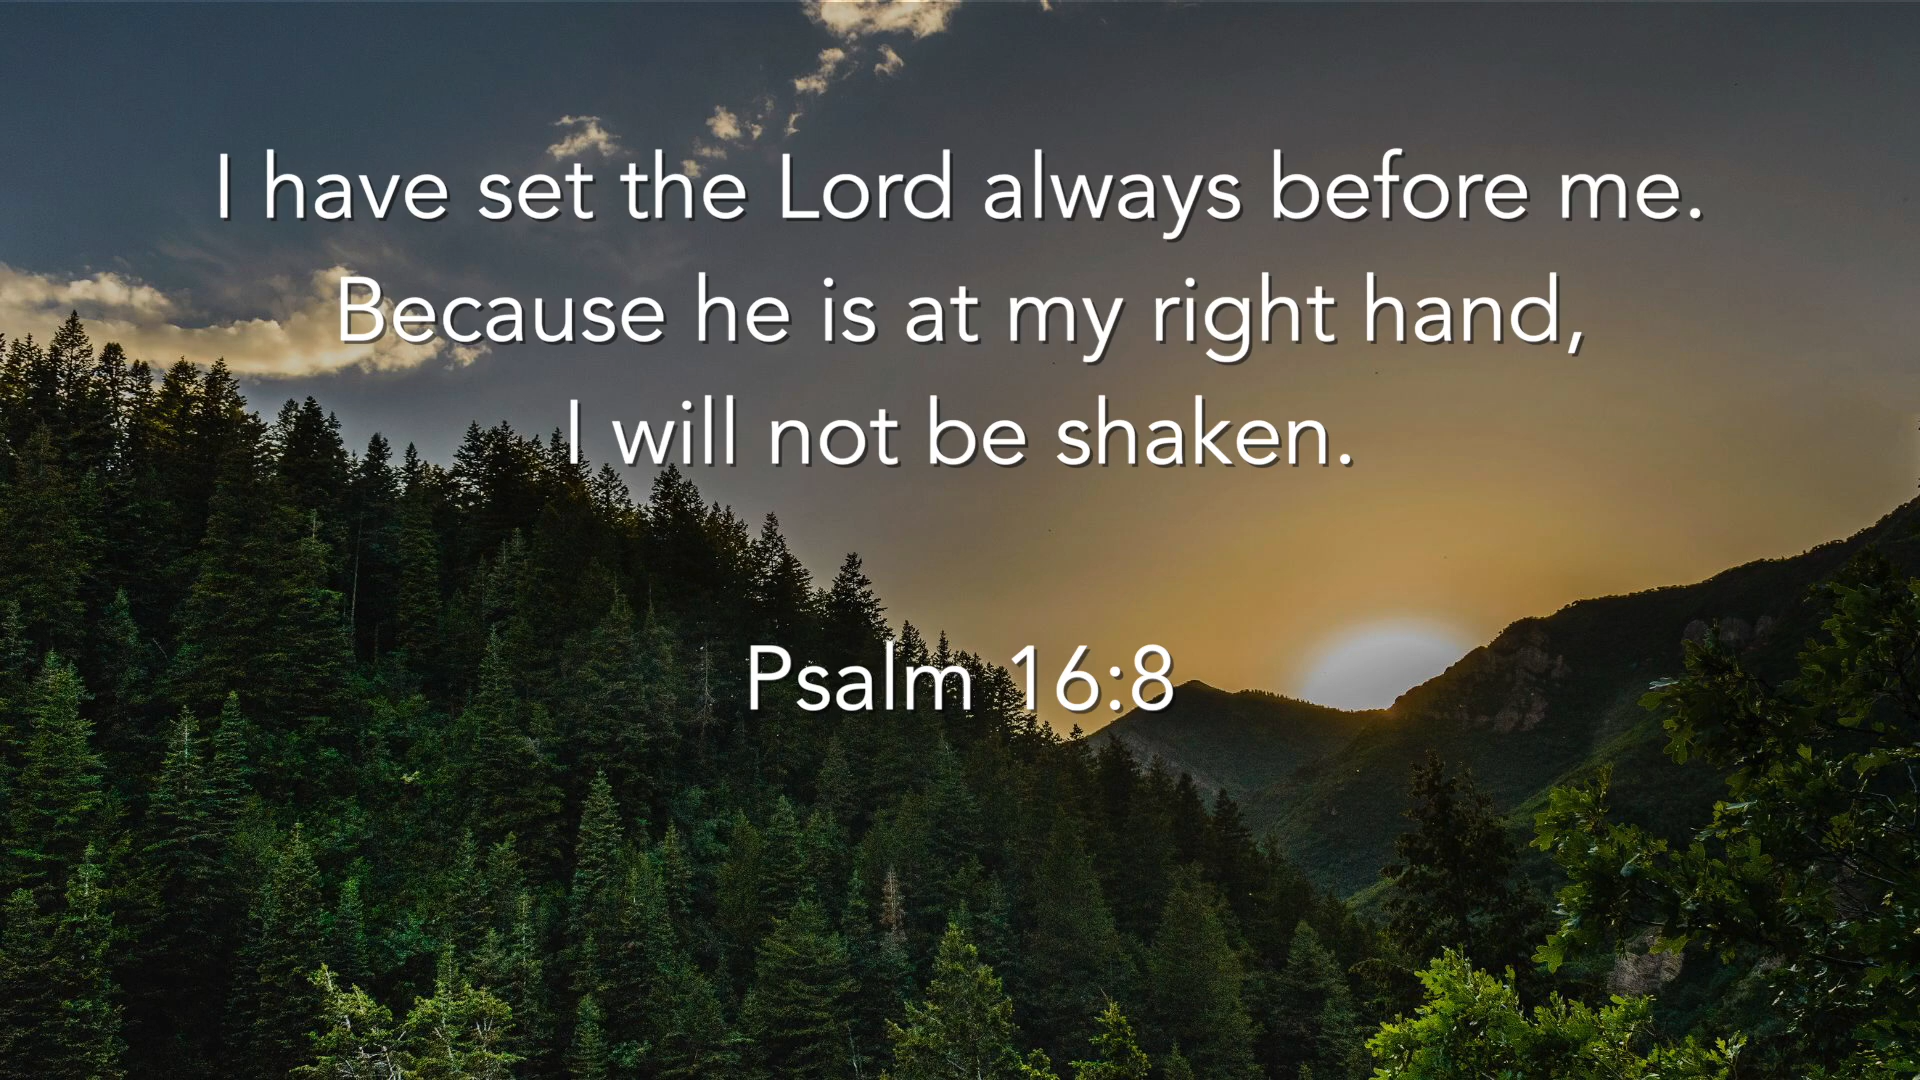 I have set the Lord always before me.
Because he is at my right hand,
I will not be shaken.
Psalm 16:8